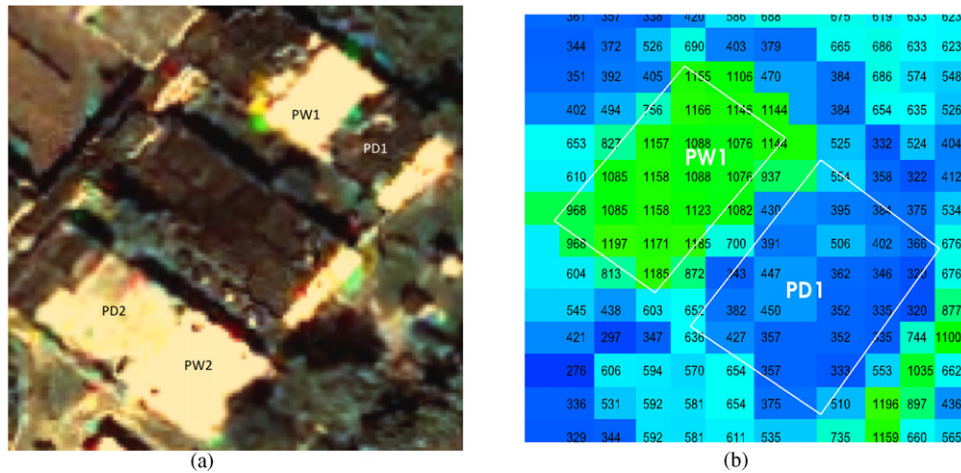 PW1
PD1
PD2
PW2
(a)
361 357 338 420 586 688 675 619 633 623
344 372 526 690 403 379 665 686 633 623
351 392 405 1155 1106 470 384 686 574 548
402 494 756 1166 1146 1144 384 654 635 526
653 827 1157 1088 1076 1144 525 332 524 404
PW1
610 1085 1158 1088 1076 937 554 358 322 412
968 1085 1158 1123 1082 430 395 384 375 534
968 1197 1171 1185 700 391 506 402 366 676
604 813 1185 872 343 447 362 346 320 676
PD1
545 438 603 652 382 450 352 335 320 877
421 297 347 636 427 357 352 335 744 1100
276 606 594 570 654 357 333 553 1035 662
336 531 592 581 654 375 510 1196 897 436
329 344 592 581 611 535 735 1159 660 565
(b)